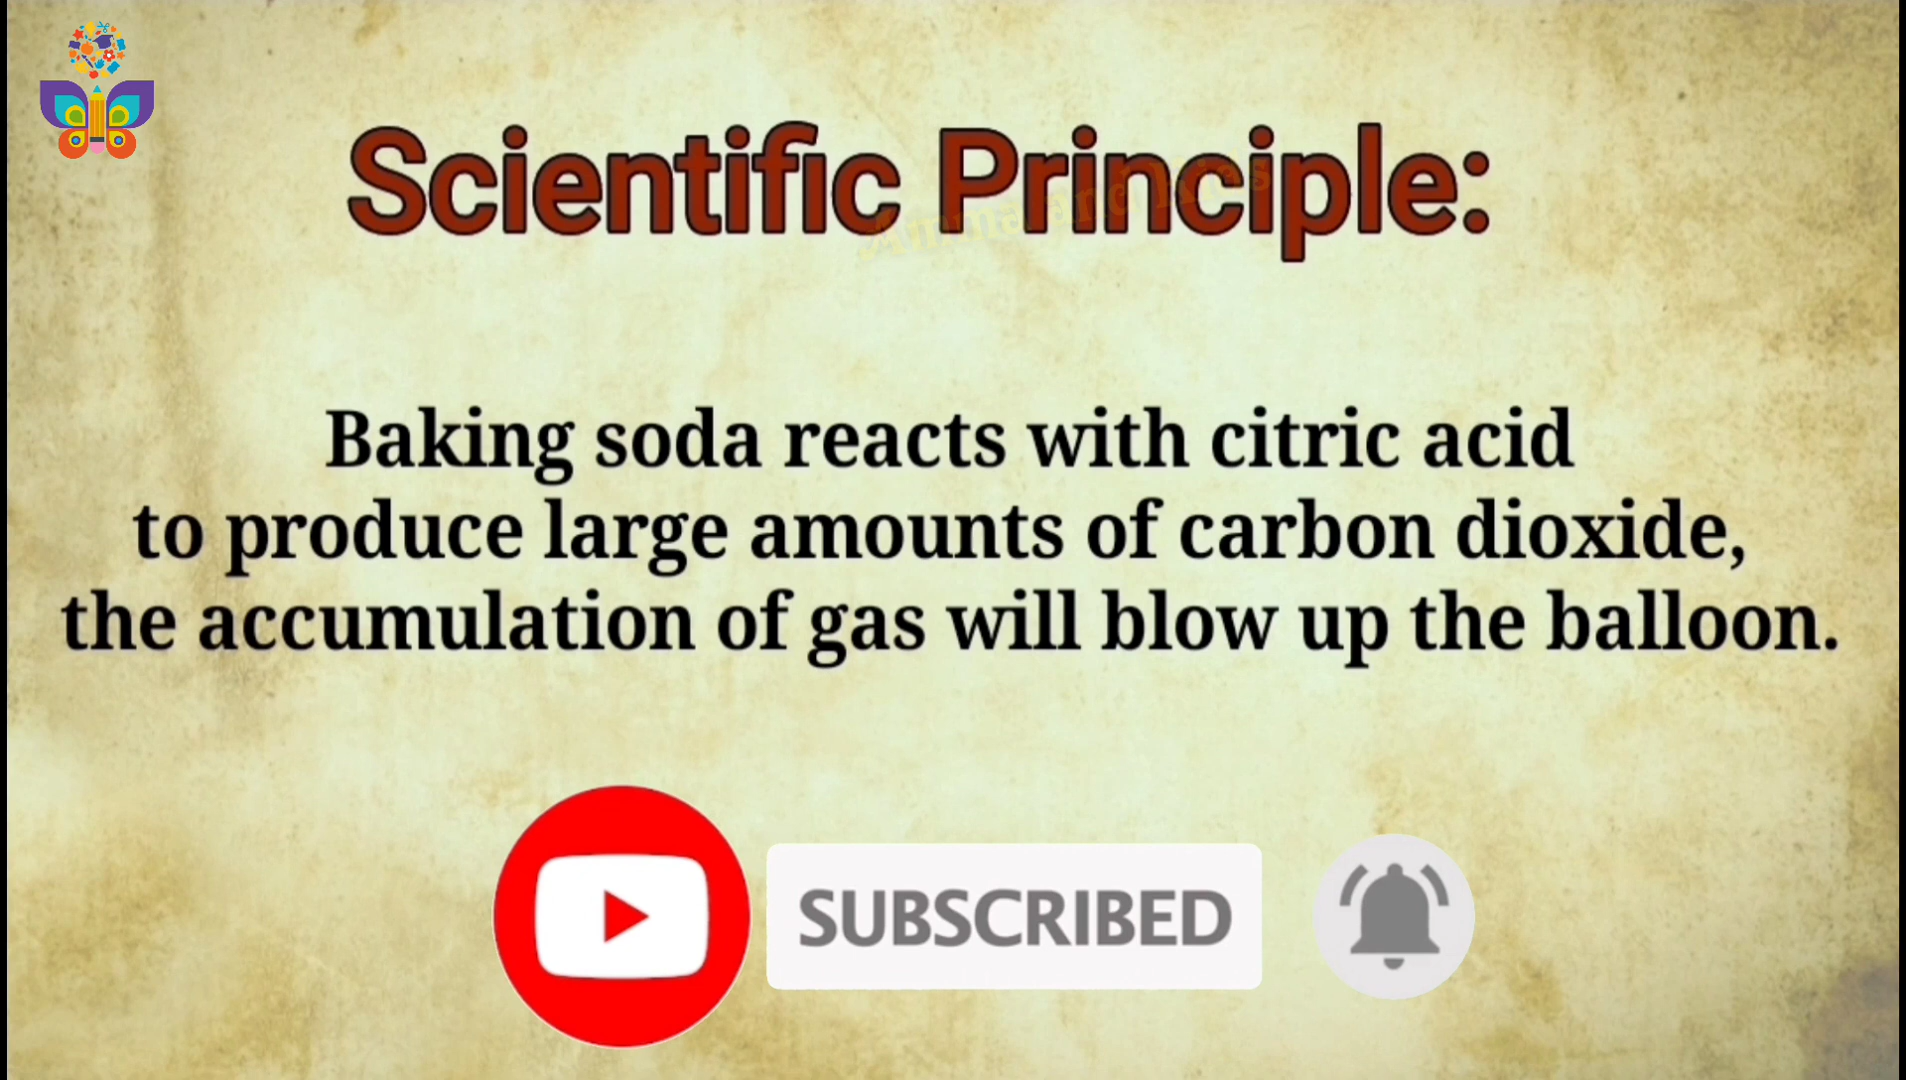 Scientific Principle:
Baking soda reacts with citric acid
to produce large amounts of carbon dioxide,
the accumulation of gas will blow up the balloon.
SUBSCRIBED